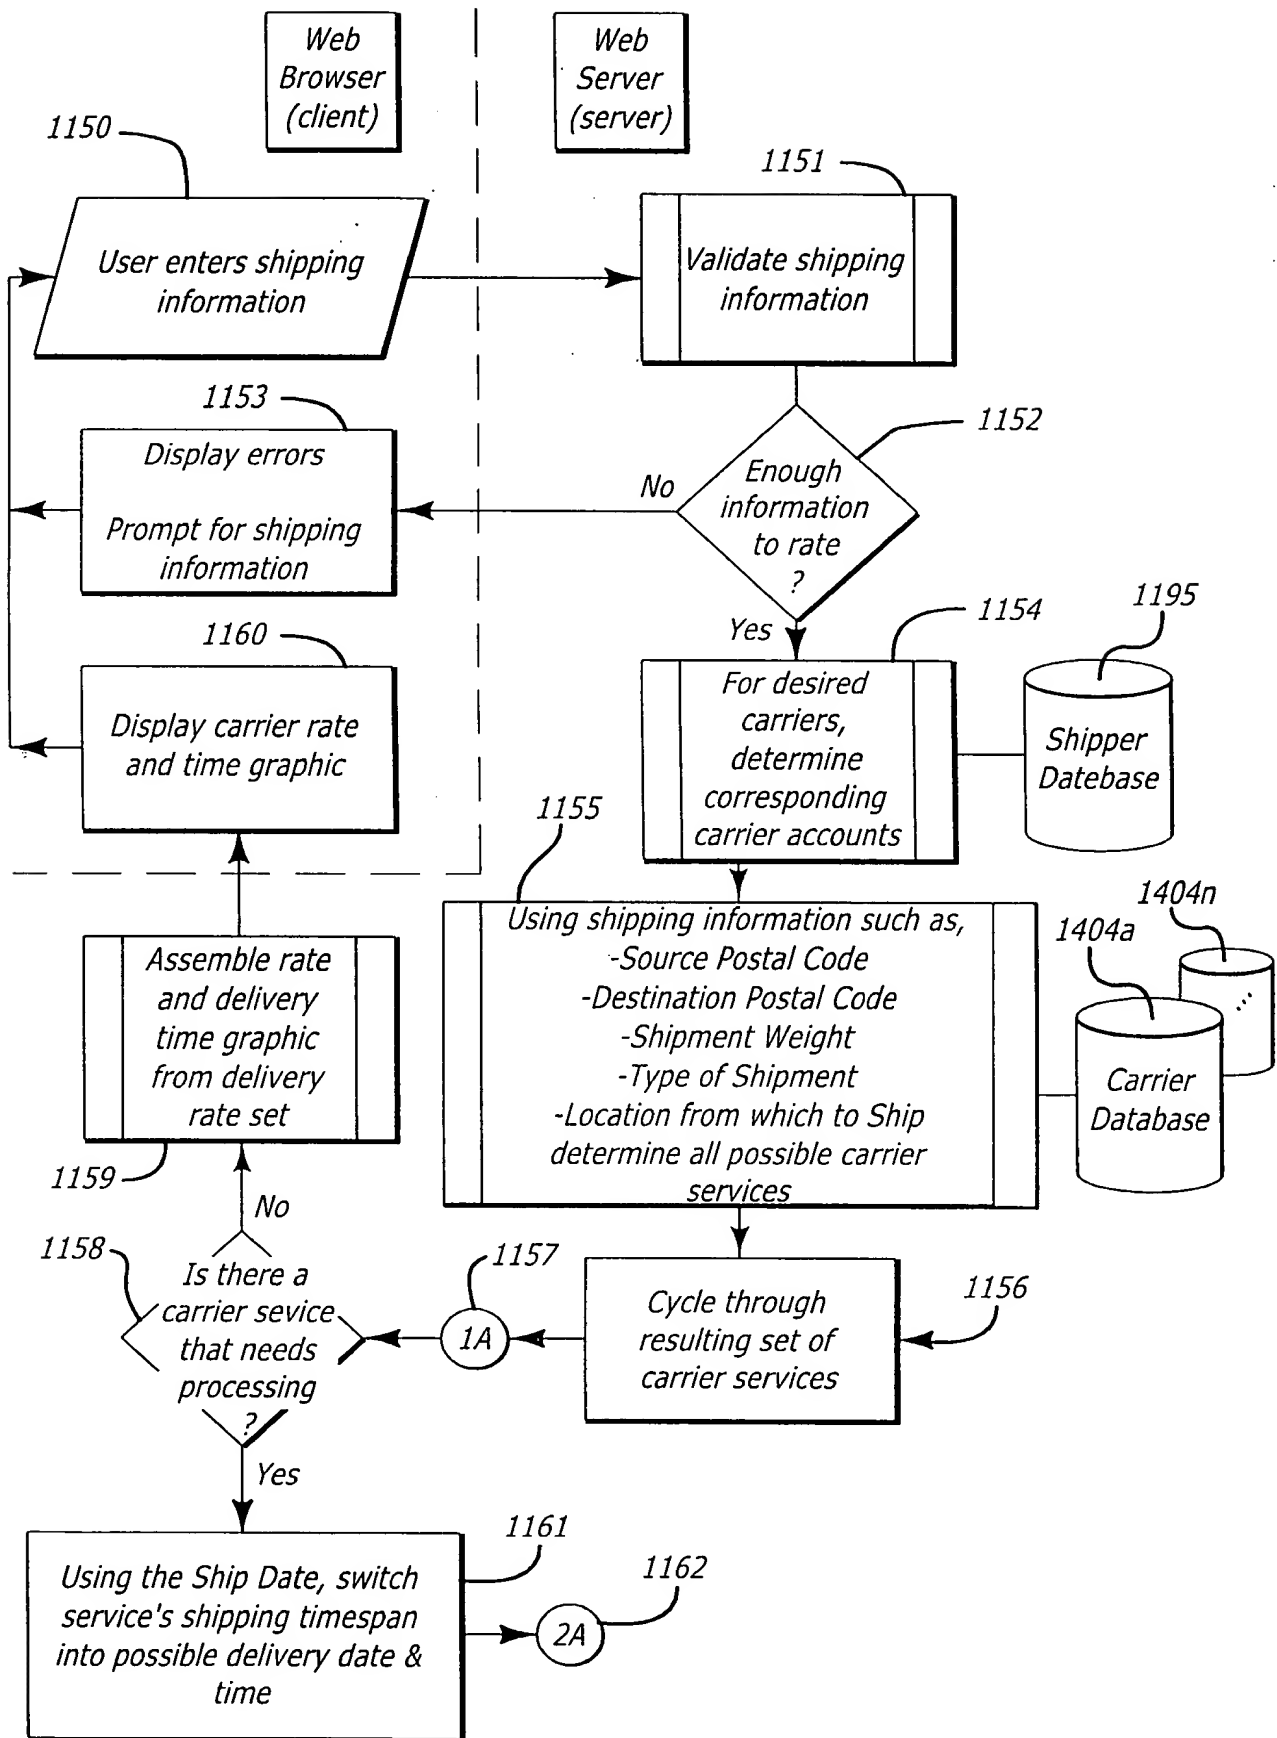 Web
Browser
(client)
Web
Server
(server)
1150
1151
User enters shipping
information
Validate shipping
information
1153
1152
Display errors
Prompt for shipping
information
No
Enough
information
to rate
?
Yes
1154
1195
1160
Display carrier rate
and time graphic
For desired
carriers,
determine
corresponding
carrier accounts
Shipper
Datebase
1155
Using shipping information such as,
-Source Postal Code
-Destination Postal Code
-Shipment Weight
-Type of Shipment
-Location from which to Ship
determine all possible carrier
services
1404n
1404a
Carrier
Database
Assemble rate
and delivery
time graphic
from delivery
rate set
1159
No
1158
Is there a
carrier sevice
that needs
processing
?
1157
1A
Cycle through
resulting set of
carrier services
1156
Yes
1161
Using the Ship Date, switch
service's shipping timespan
into possible delivery date &
time
1162
2A